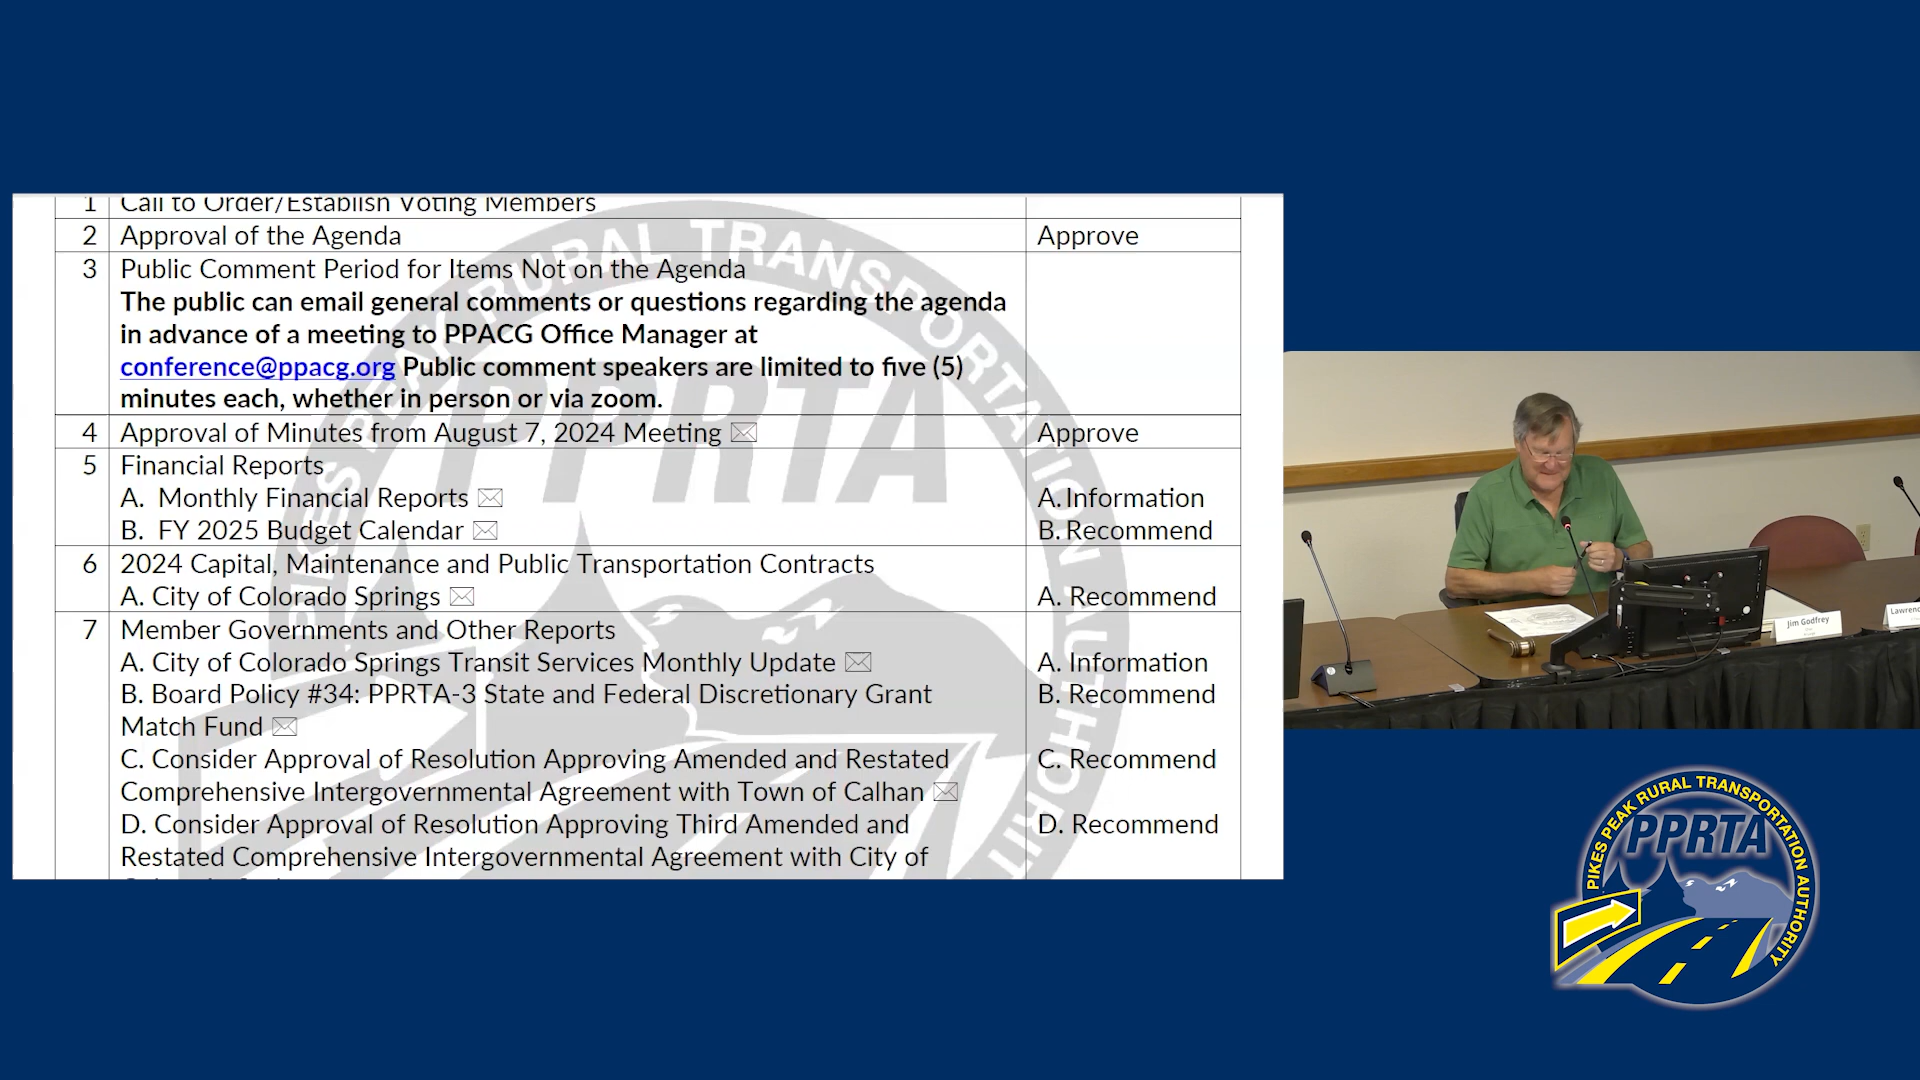 1 Call to Order/Establish Voting Members
2 Approval of the Agenda Approve
3 Public Comment Period for Items Not on the Agenda
The public can email general comments or questions regarding the agenda
in advance of a meeting to PPACG Office Manager at
conference@ppacg.org Public comment speakers are limited to five (5)
minutes each, whether in person or via zoom.
4 Approval of Minutes from August 7, 2024 Meeting Approve
5 Financial Reports
A. Monthly Financial Reports A. Information
B. FY 2025 Budget Calendar B. Recommend
6 2024 Capital, Maintenance and Public Transportation Contracts
A. City of Colorado Springs A. Recommend
7 Member Governments and Other Reports
A. City of Colorado Springs Transit Services Monthly Update A. Information
B. Board Policy #34: PPRTA-3 State and Federal Discretionary Grant B. Recommend
Match Fund
C. Consider Approval of Resolution Approving Amended and Restated C. Recommend
Comprehensive Intergovernmental Agreement with Town of Calhan
D. Consider Approval of Resolution Approving Third Amended and D. Recommend
Restated Comprehensive Intergovernmental Agreement with City of
PIKES PEAK RURAL TRANSPORTATION AUTHORITY
PPRTA
Jim Godfrey
PIKES PEAK RURAL TRANSPORTATION AUTHORITY
PPRTA